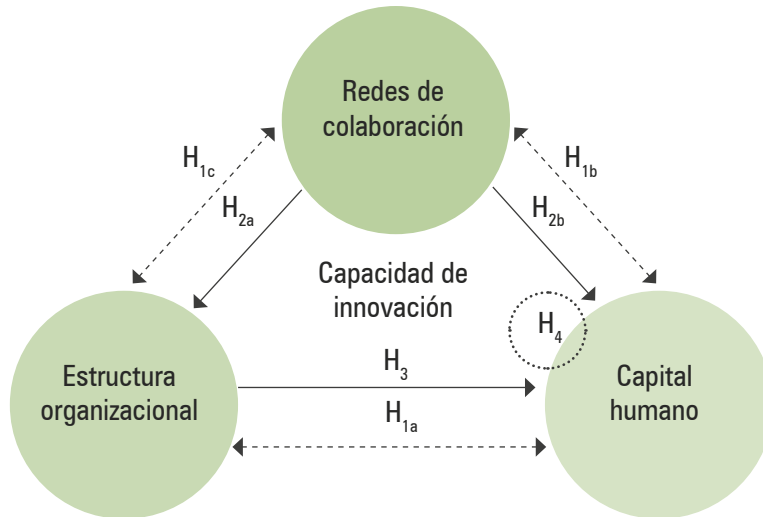 Redes de
colaboración
H1c
H1b
H2a
H2b
Capacidad de
innovación
H4
Estructura
organizacional
H3
Capital
humano
H1a